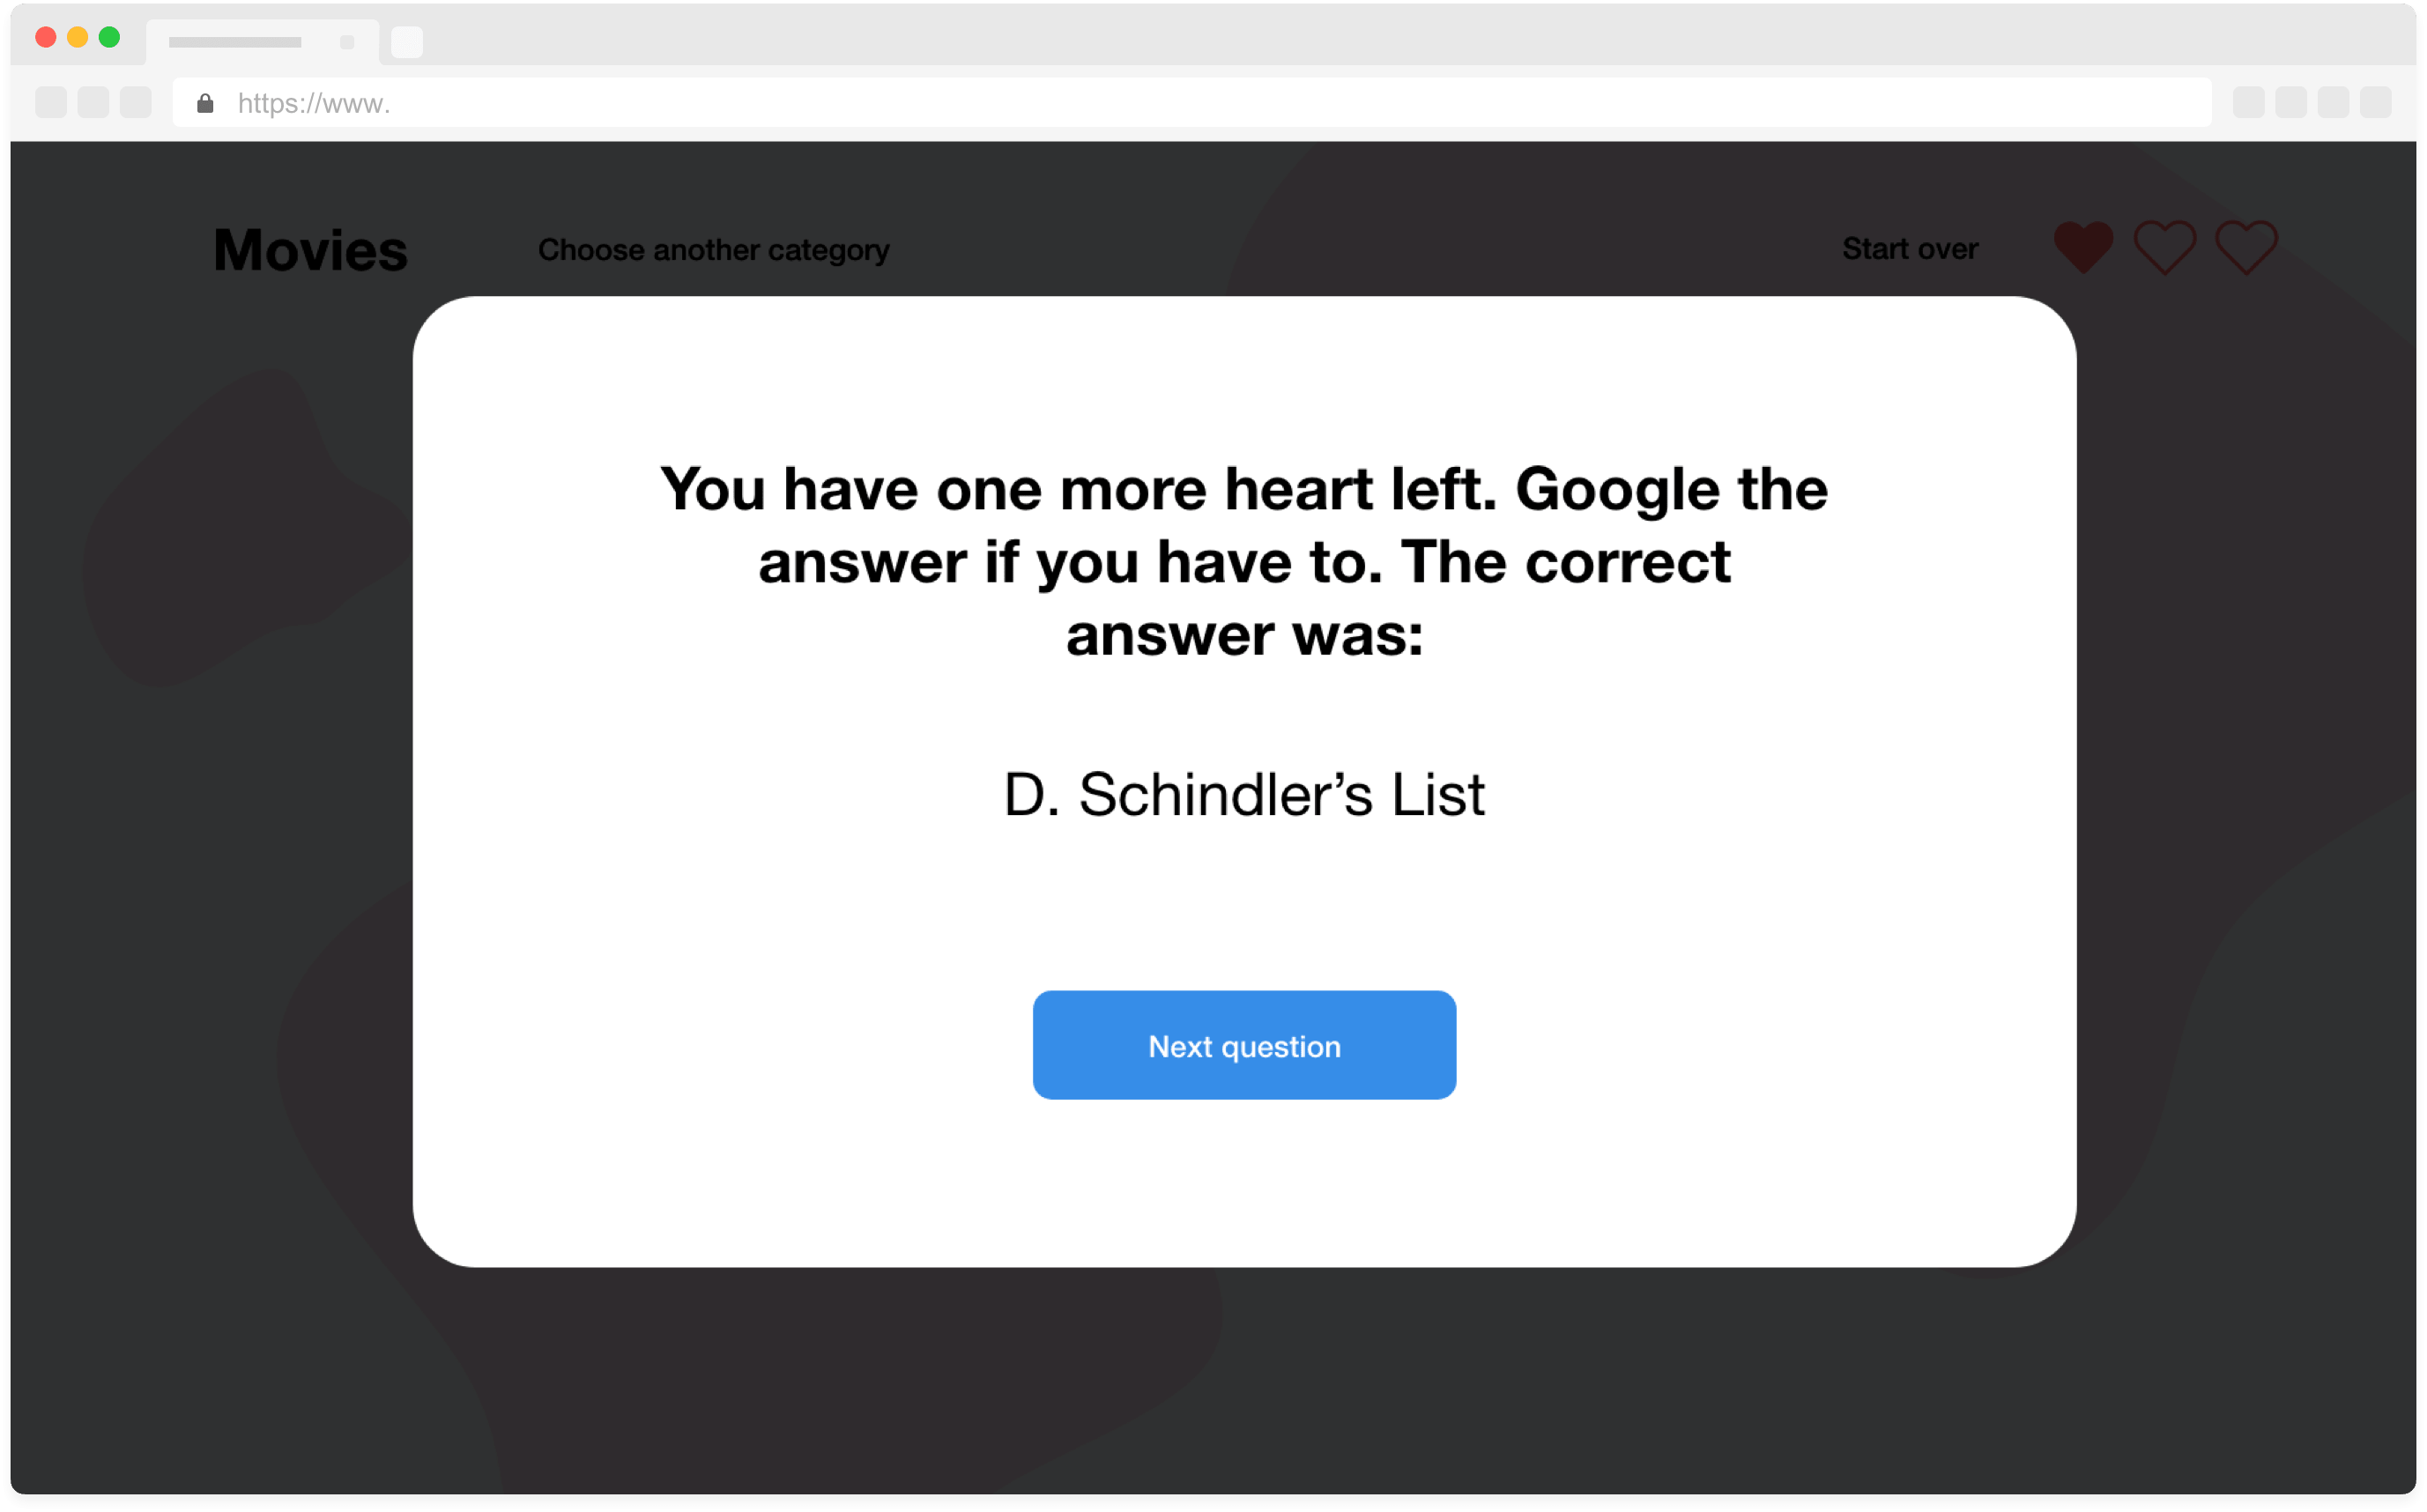 https://www.
Movies
Choose another category
Start over
You have one more heart left. Google the
answer if you have to. The correct
answer was:
D. Schindler’s List
Next question